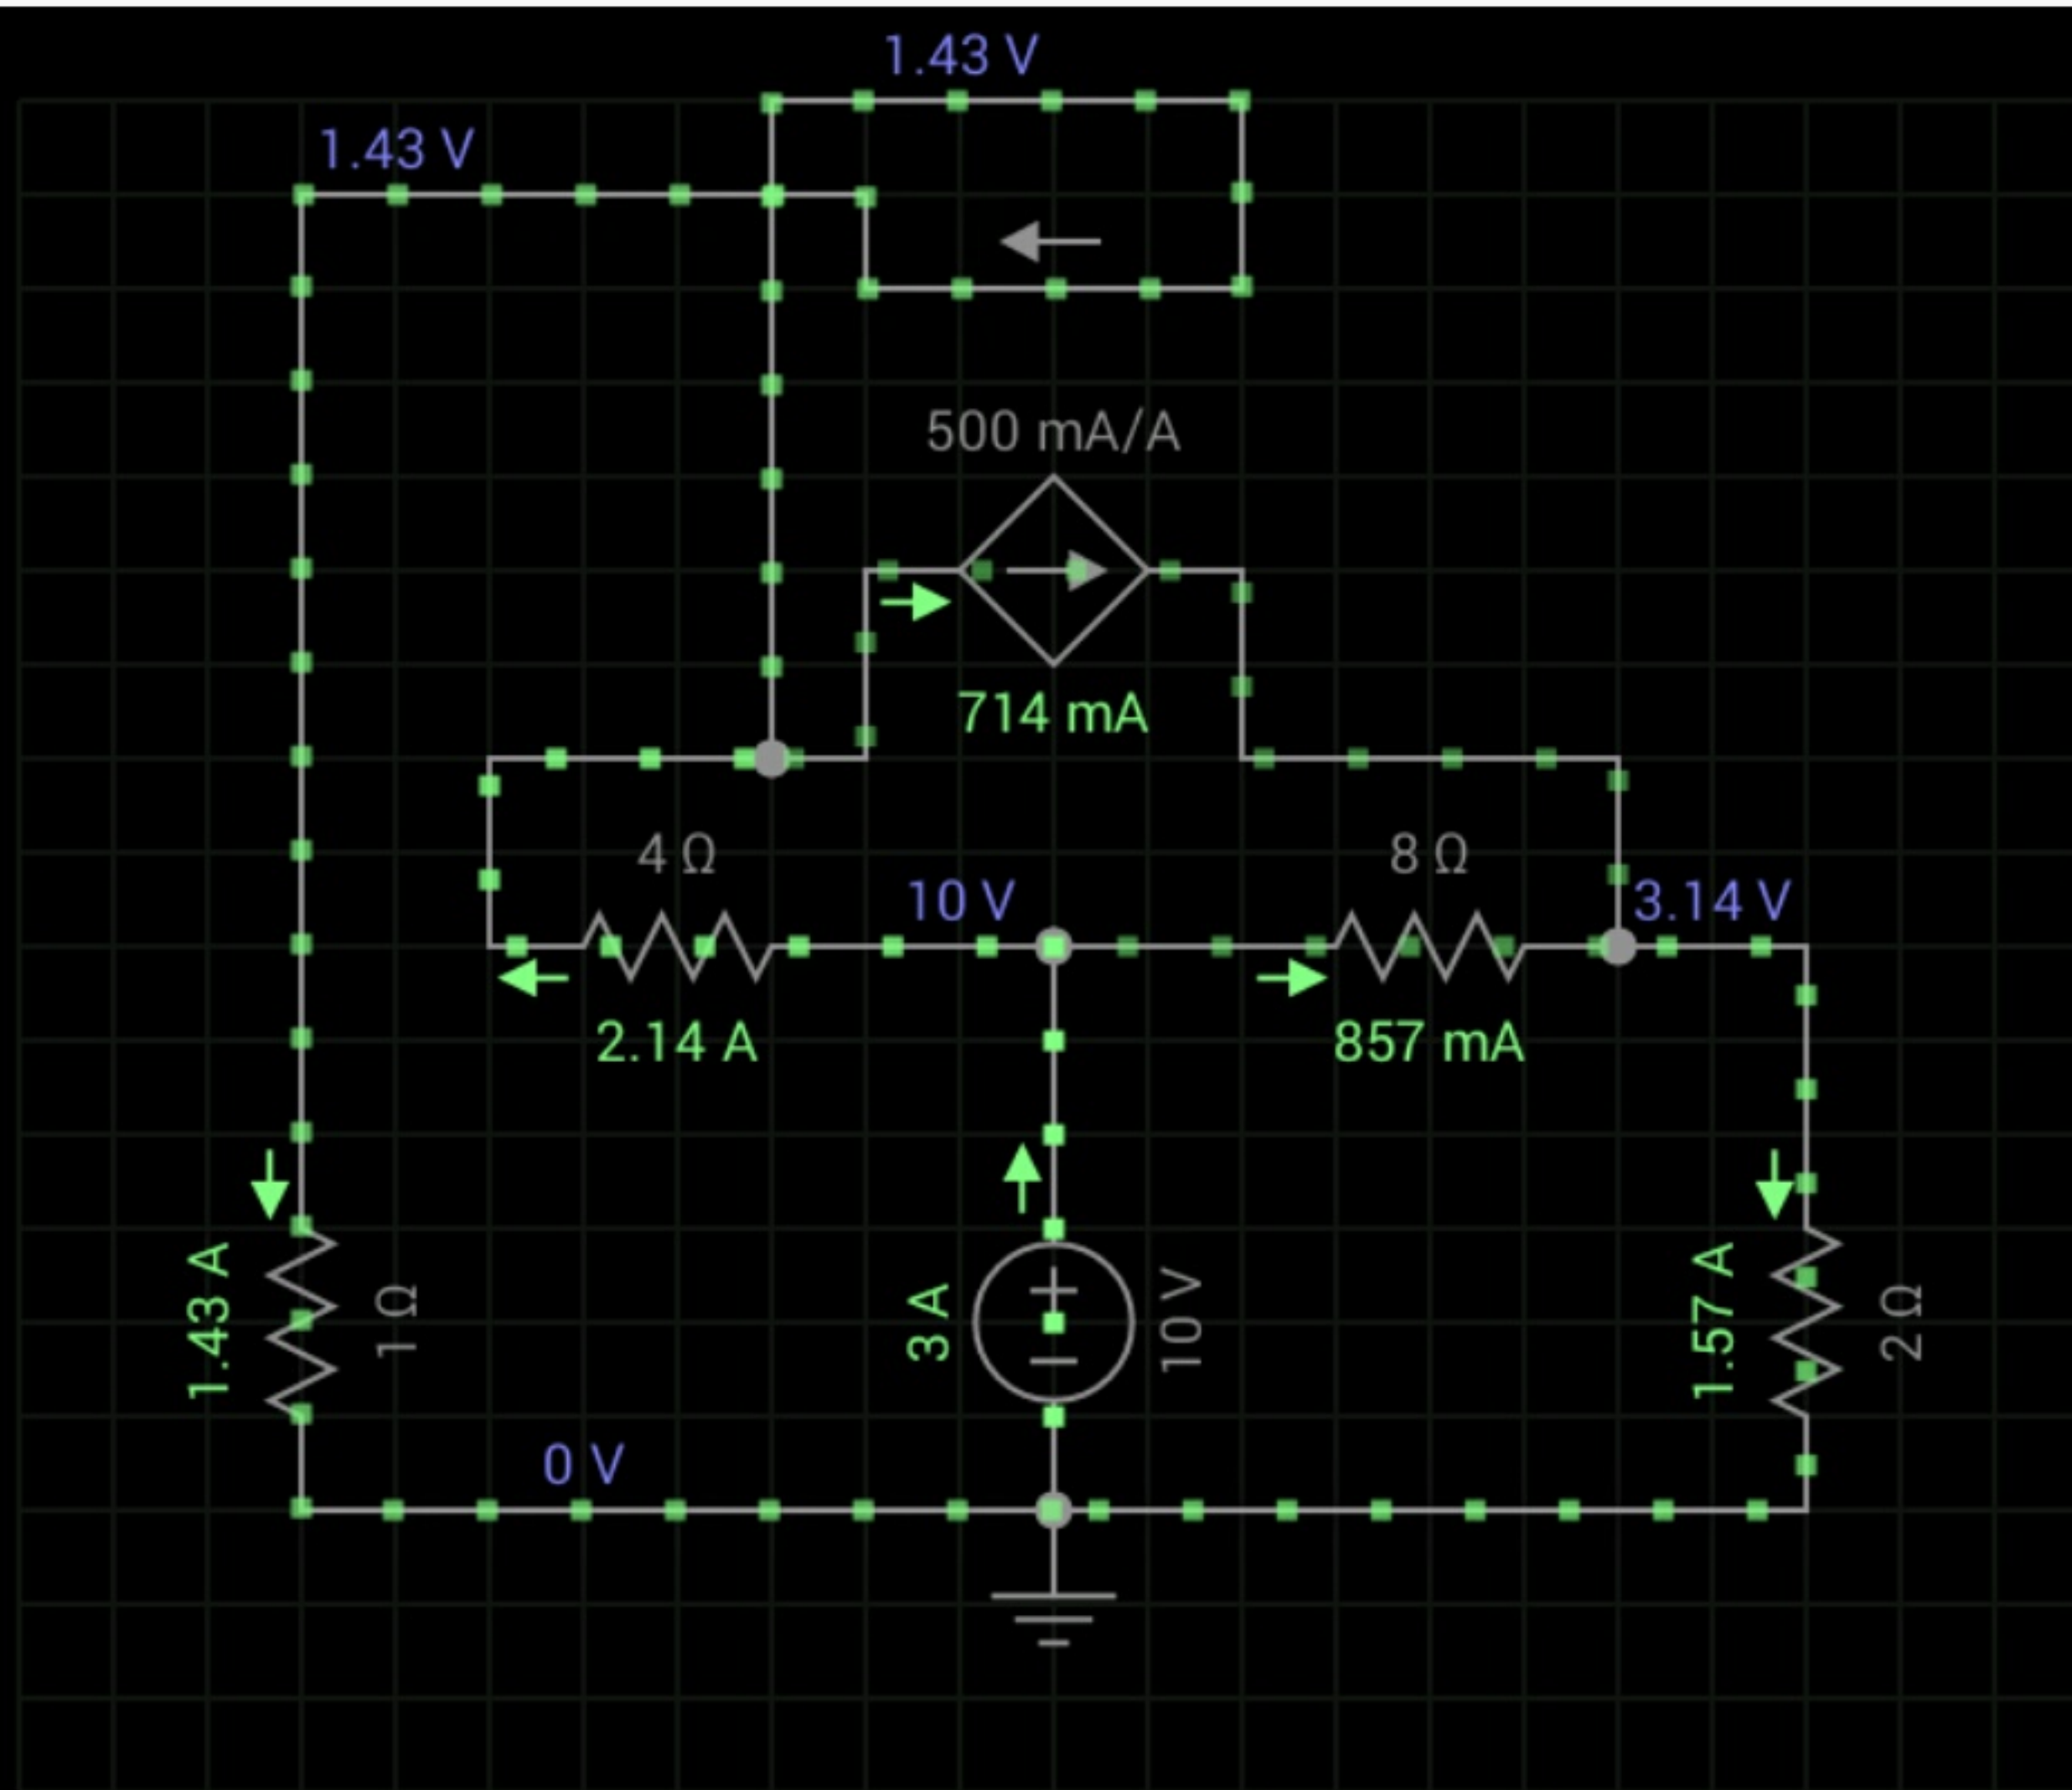 1.43 V
1.43 V
500 mA/A
714 mA
4 Ω
8 Ω
10 V
3.14 V
2.14 A
857 mA
1.43 A
1 Ω
3 A
10 V
1.57 A
2 Ω
0 V